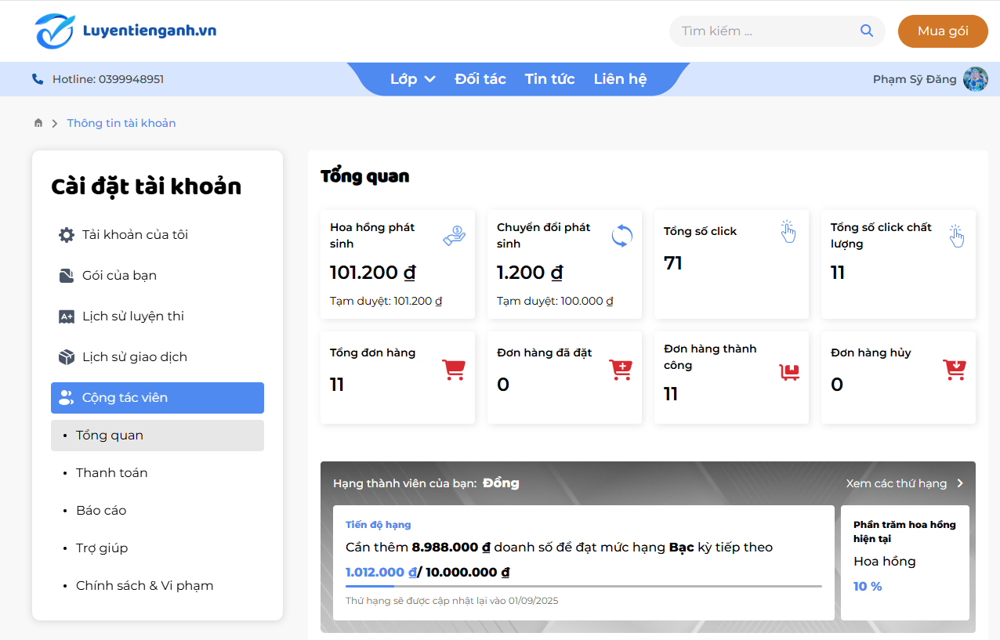 Luyentienganh.vn
Tìm kiếm ...
Mua gói
Hotline: 0399948951
Lớp
Đối tác
Tin tức
Liên hệ
Phạm Sỹ Đăng
Thông tin tài khoản
Cài đặt tài khoản
Tải khoản của tôi
Gói của bạn
A+ Lịch sử luyện thi
Lịch sử giao dịch
Cộng tác viên
• Tổng quan
• Thanh toán
• Báo cáo
• Trợ giúp
• Chính sách & Vi phạm
Tổng quan
Hoa hồng phát
sinh
101.200 ₫
Tạm duyệt: 101.200 ₫
Chuyển đổi phát
sinh
1.200 ₫
Tạm duyệt: 100.000 ₫
Tổng số click
71
Tổng số click chất
lượng
11
Tổng đơn hàng
11
Đơn hàng đã đặt
0
Đơn hàng thành
công
11
Đơn hàng hủy
0
Hạng thành viên của bạn: Đồng
Xem các thứ hạng
Tiến độ hạng
Cần thêm 8.988.000 ₫ doanh số để đạt mức hạng Bạc kỳ tiếp theo
1.012.000 ₫/ 10.000.000 ₫
Thứ hạng sẽ được cập nhật lại vào 01/09/2025
Phần trăm hoa hồng
hiện tại
Hoa hồng
10 %